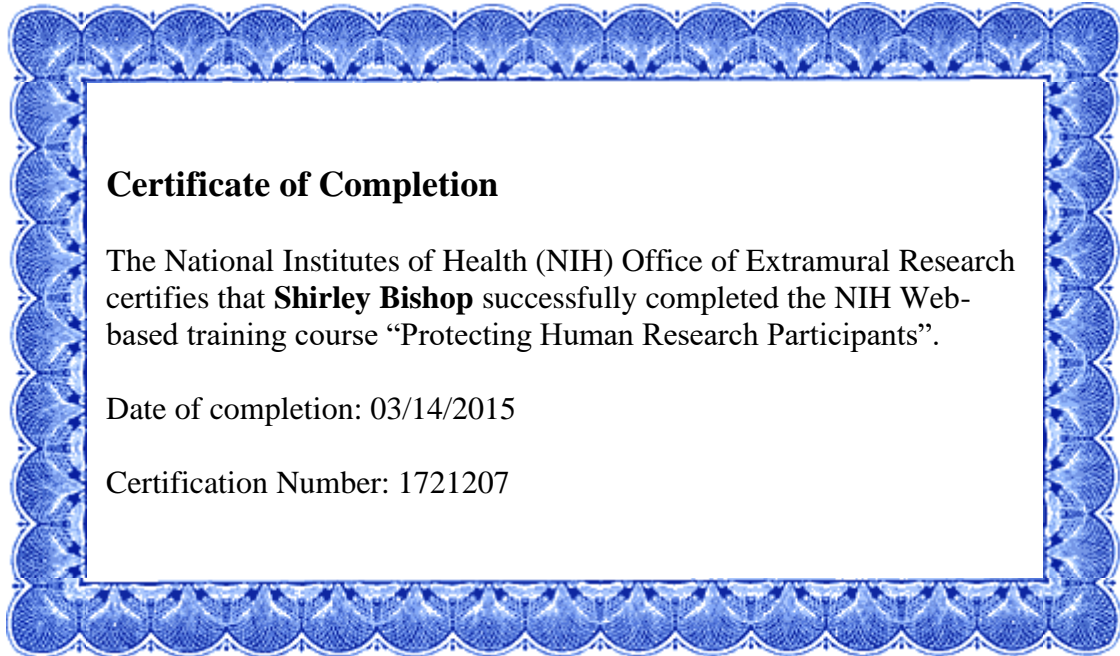 Certificate of Completion
The National Institutes of Health (NIH) Office of Extramural Research
certifies that Shirley Bishop successfully completed the NIH Web-
based training course “Protecting Human Research Participants”.
Date of completion: 03/14/2015
Certification Number: 1721207